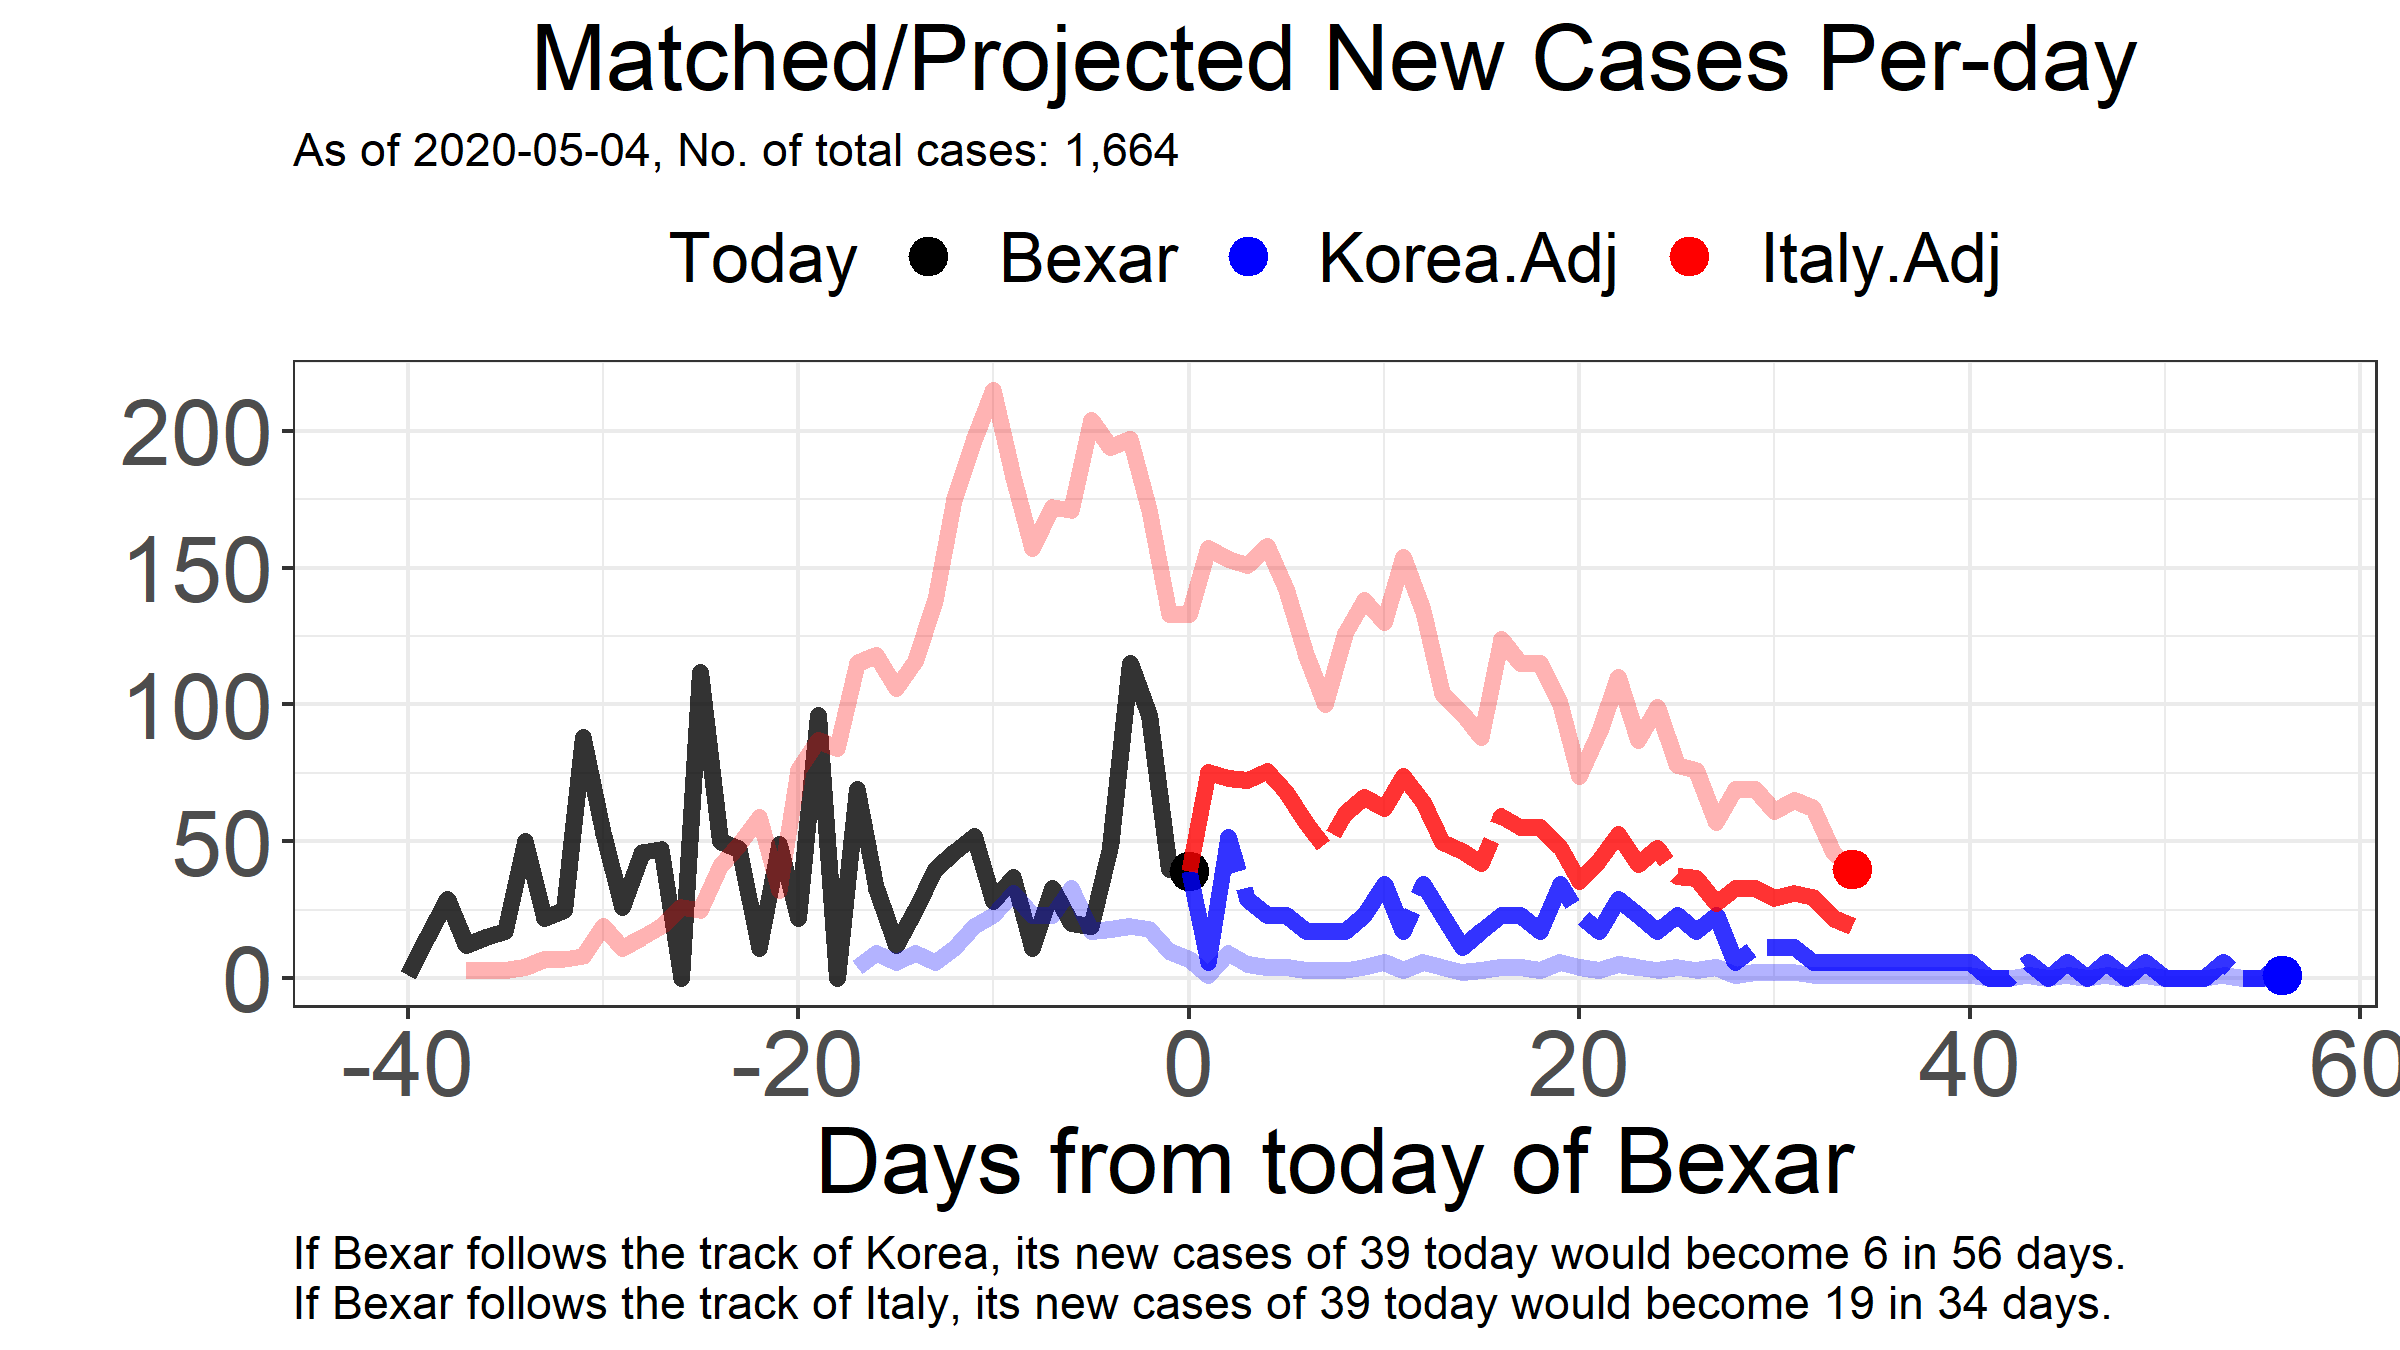 Matched/Projected New Cases Per-day
As of 2020-05-04, No. of total cases: 1,664
Today Bexar Korea.Adj Italy.Adj
200
150
100
50
0
-40 -20 0 20 40 60
Days from today of Bexar
If Bexar follows the track of Korea, its new cases of 39 today would become 6 in 56 days.
If Bexar follows the track of Italy, its new cases of 39 today would become 19 in 34 days.